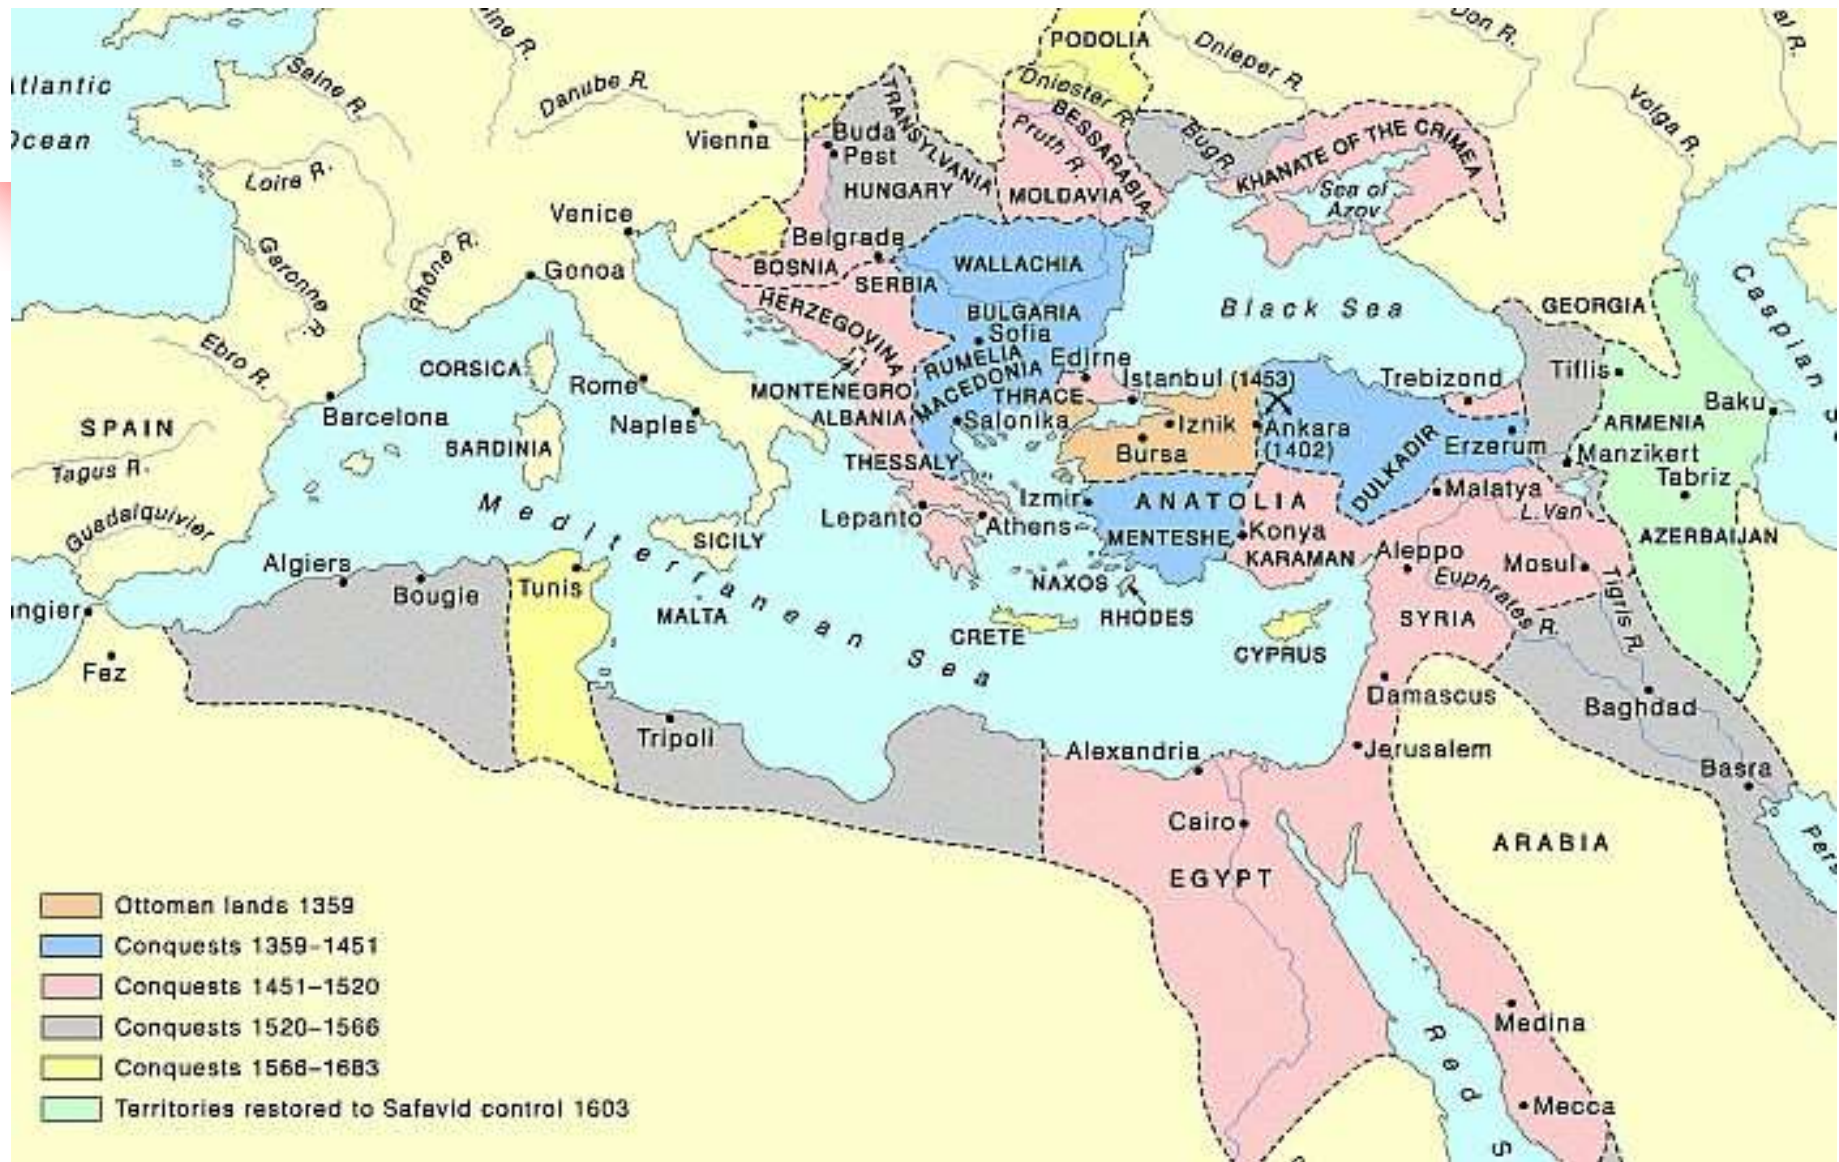 PODOLIA
Don R.
Dnieper R.
Seine R.
Danube R.
Dniester R.
Volga R.
Atlantic
Ocean
Vienna
Buda
Pest
TRANSYLVANIA
HUNGARY
Pruth R.
BESSARABIA
MOLDAVIA
Bug R.
KHANATE OF THE CRIMEA
Sea of
Azov
Loire R.
Venice
Garonne R.
Rhône R.
Genoa
Belgrade
BOSNIA
SERBIA
WALLACHIA
HERZEGOVINA
BULGARIA
Sofia
Black Sea
GEORGIA
Caspian S
Ebro R.
CORSICA
Rome
Barcelona
Naples
MONTENEGRO
ALBANIA
RUMELIA
MACEDONIA
Edirne
THRACE
Istanbul (1453)
Salonika
Iznik
Bursa
Ankara
(1402)
Trebizond
Tiflis
ARMENIA
Baku
SPAIN
Tagus R.
SARDINIA
THESSALY
DULKADIR
Erzerum
Manzikert
Tabriz
Guadalquivier
Mediterranean Sea
Lepanto
Athens
Izmir
ANATOLIA
MENTESHE
Konya
KARAMAN
Malatya
L. Van
AZERBAIJAN
SICILY
Algiers
Bougie
Tunis
MALTA
NAXOS
RHODES
CRETE
CYPRUS
Aleppo
Mosul
Euphrates R.
Tigris R.
SYRIA
ngier
Fez
Damascus
Baghdad
Tripoli
Alexandria
Jerusalem
Basra
Pers
Cairo
EGYPT
ARABIA
Medina
Red S
Mecca
Ottoman lands 1359
Conquests 1359–1451
Conquests 1451–1520
Conquests 1520–1566
Conquests 1566–1683
Territories restored to Safavid control 1603